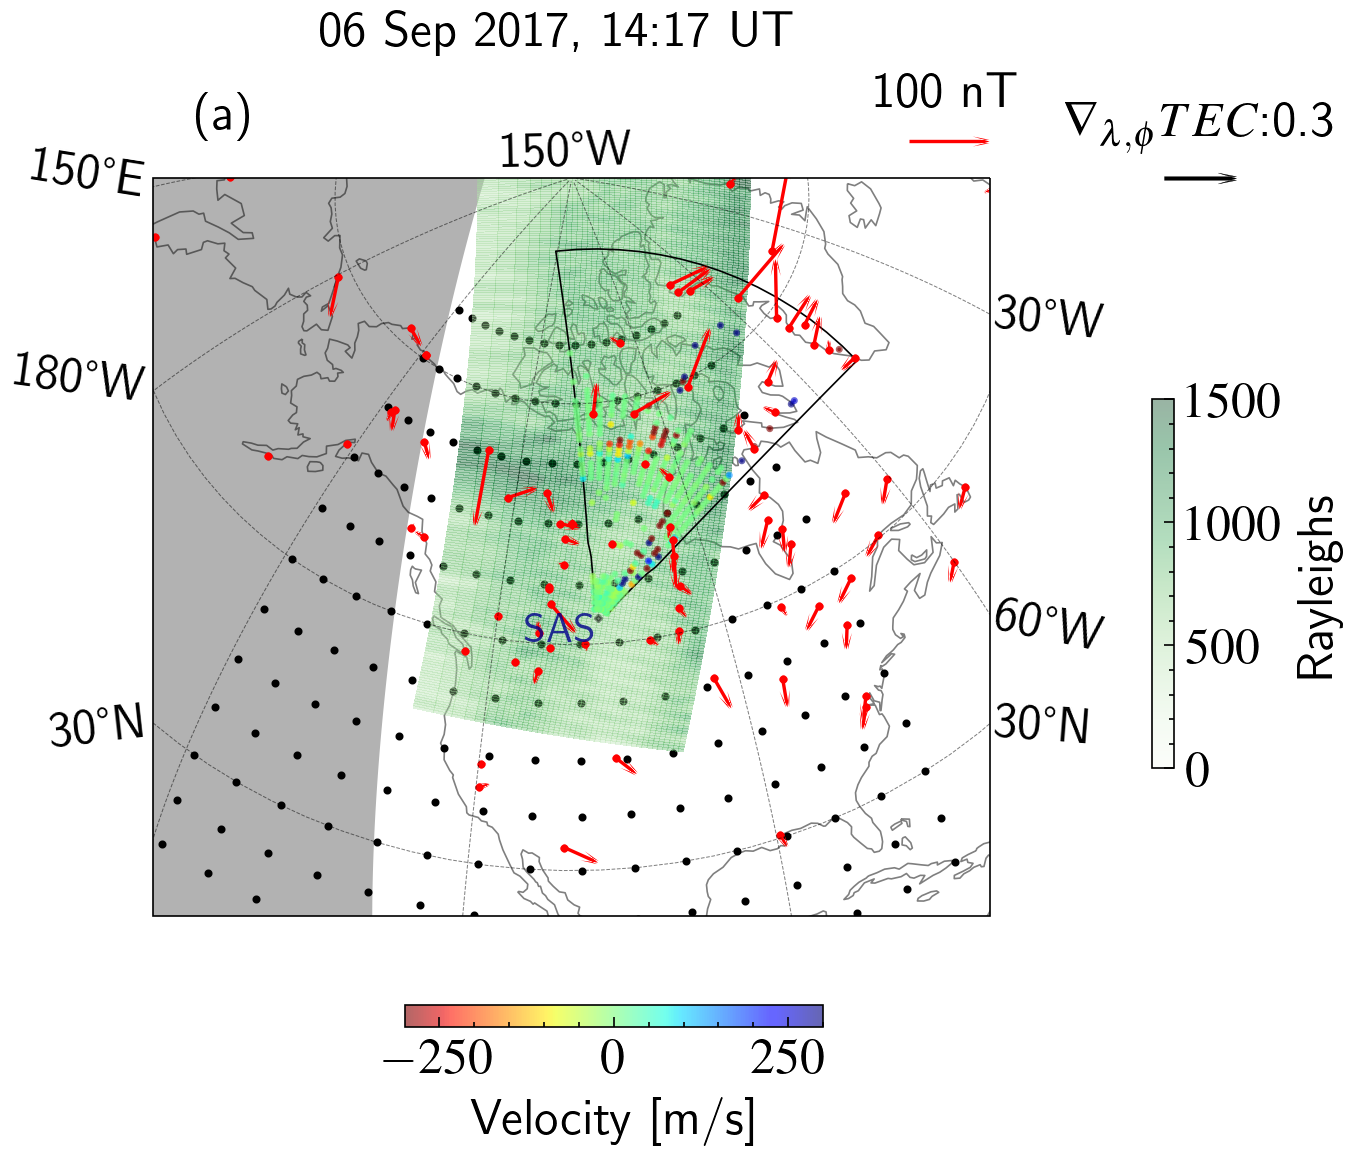 06 Sep 2017, 14:17 UT
(a)
100 nT
∇λ,ϕTEC:0.3
150°E
150°W
30°W
180°W
1500
1000
500
0
Rayleighs
60°W
SAS
30°N
30°N
−250 0 250
Velocity [m/s]